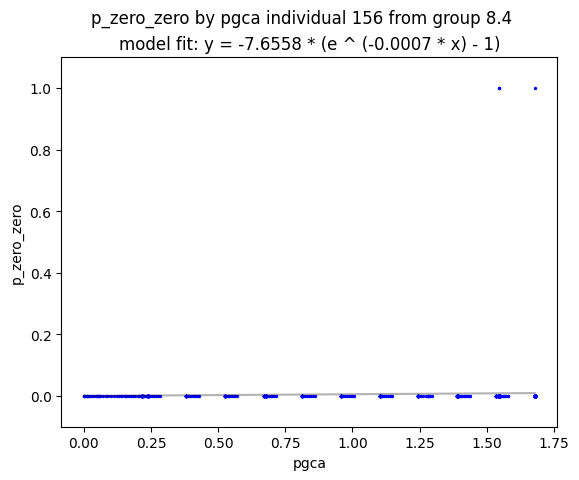 p_zero_zero by pgca individual 156 from group 8.4
model fit: y = -7.6558 * (e ^ (-0.0007 * x) - 1)
1.0
0.8
0.6
0.4
0.2
0.0
p_zero_zero
0.00 0.25 0.50 0.75 1.00 1.25 1.50 1.75
pgca